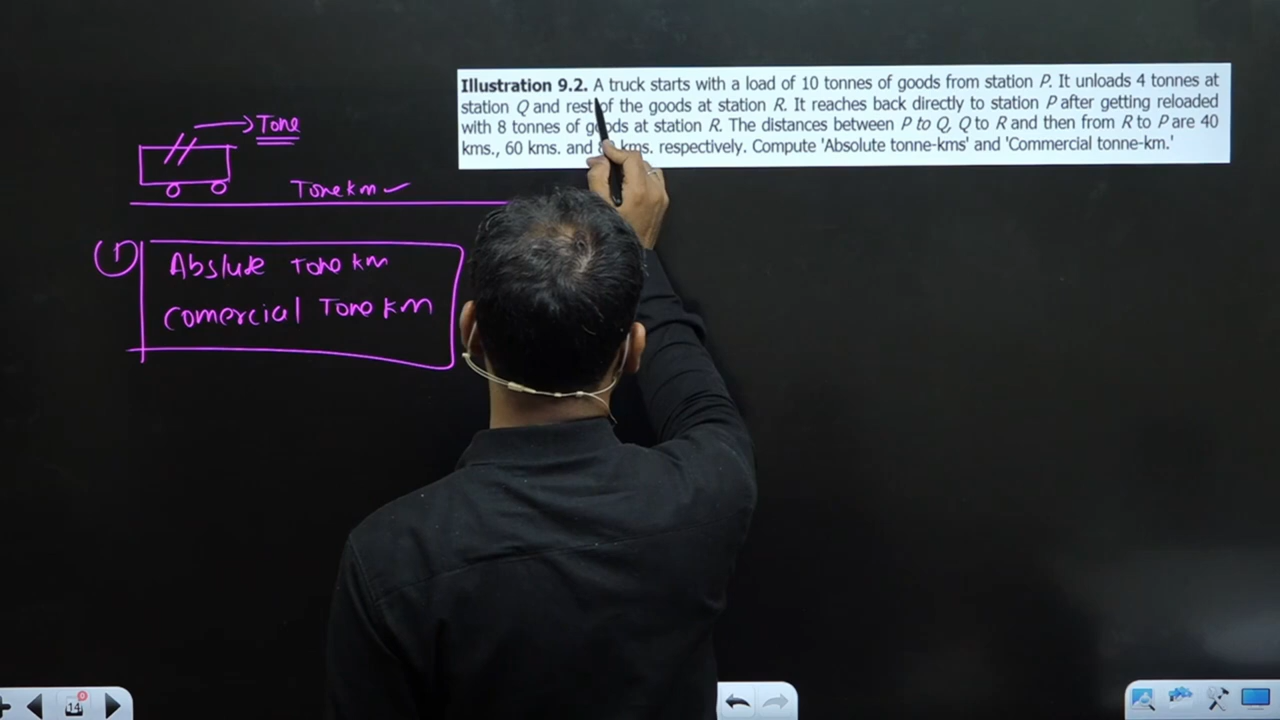 Illustration 9.2. A truck starts with a load of 10 tonnes of goods from station P. It unloads 4 tonnes at
station Q and rest of the goods at station R. It reaches back directly to station P after getting reloaded
with 8 tonnes of goods at station R. The distances between P to Q, Q to R and then from R to P are 40
kms., 60 kms. and kms. respectively. Compute 'Absolute tonne-kms' and 'Commercial tonne-km.'
Tone
Tone km
1
Abslute Tone km
Comercial Tone km
14